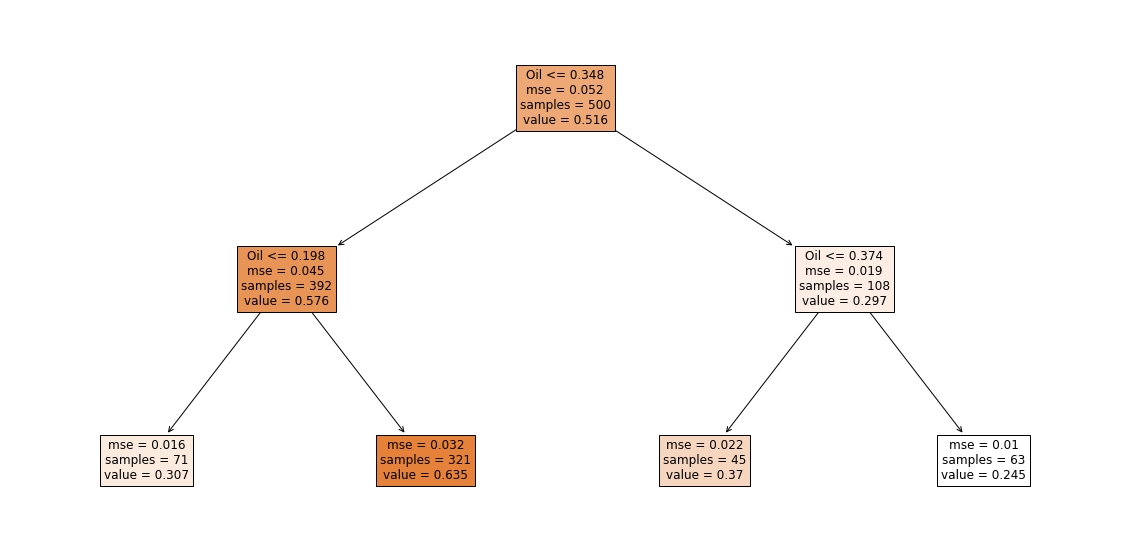 Oil <= 0.348
mse = 0.052
samples = 500
value = 0.516
Oil <= 0.198
mse = 0.045
samples = 392
value = 0.576
Oil <= 0.374
mse = 0.019
samples = 108
value = 0.297
mse = 0.016
samples = 71
value = 0.307
mse = 0.032
samples = 321
value = 0.635
mse = 0.022
samples = 45
value = 0.37
mse = 0.01
samples = 63
value = 0.245